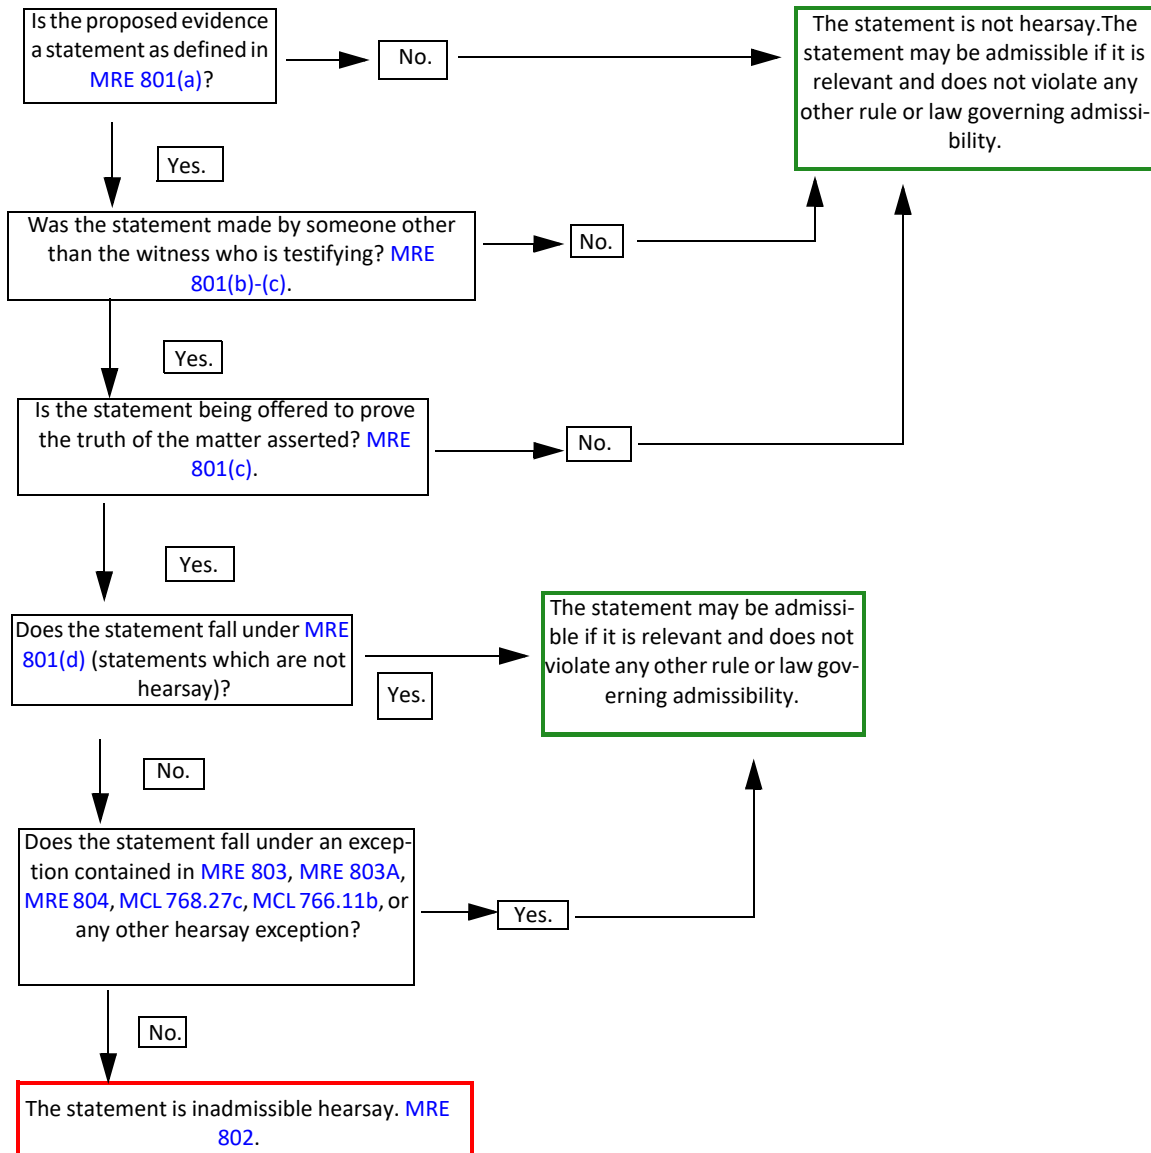 Is the proposed evidence
a statement as defined in
MRE 801(a)?
No.
The statement is not hearsay.The
statement may be admissible if it is
relevant and does not violate any
other rule or law governing admissi-
bility.
Yes.
Was the statement made by someone other
than the witness who is testifying? MRE
801(b)-(c).
No.
Yes.
Is the statement being offered to prove
the truth of the matter asserted? MRE
801(c).
No.
Yes.
Does the statement fall under MRE
801(d) (statements which are not
hearsay)?
Yes.
The statement may be admissi-
ble if it is relevant and does not
violate any other rule or law gov-
erning admissibility.
No.
Does the statement fall under an excep-
tion contained in MRE 803, MRE 803A,
MRE 804, MCL 768.27c, MCL 766.11b, or
any other hearsay exception?
Yes.
No.
The statement is inadmissible hearsay. MRE
802.